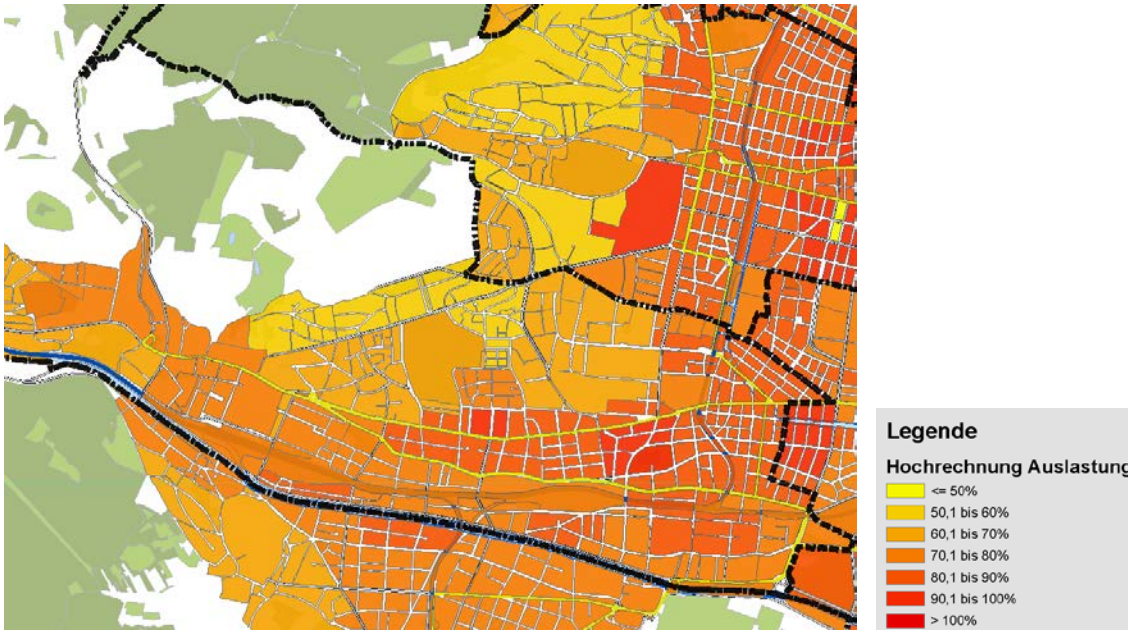 Legende
Hochrechnung Auslastung
<= 50%
50,1 bis 60%
60,1 bis 70%
70,1 bis 80%
80,1 bis 90%
90,1 bis 100%
> 100%